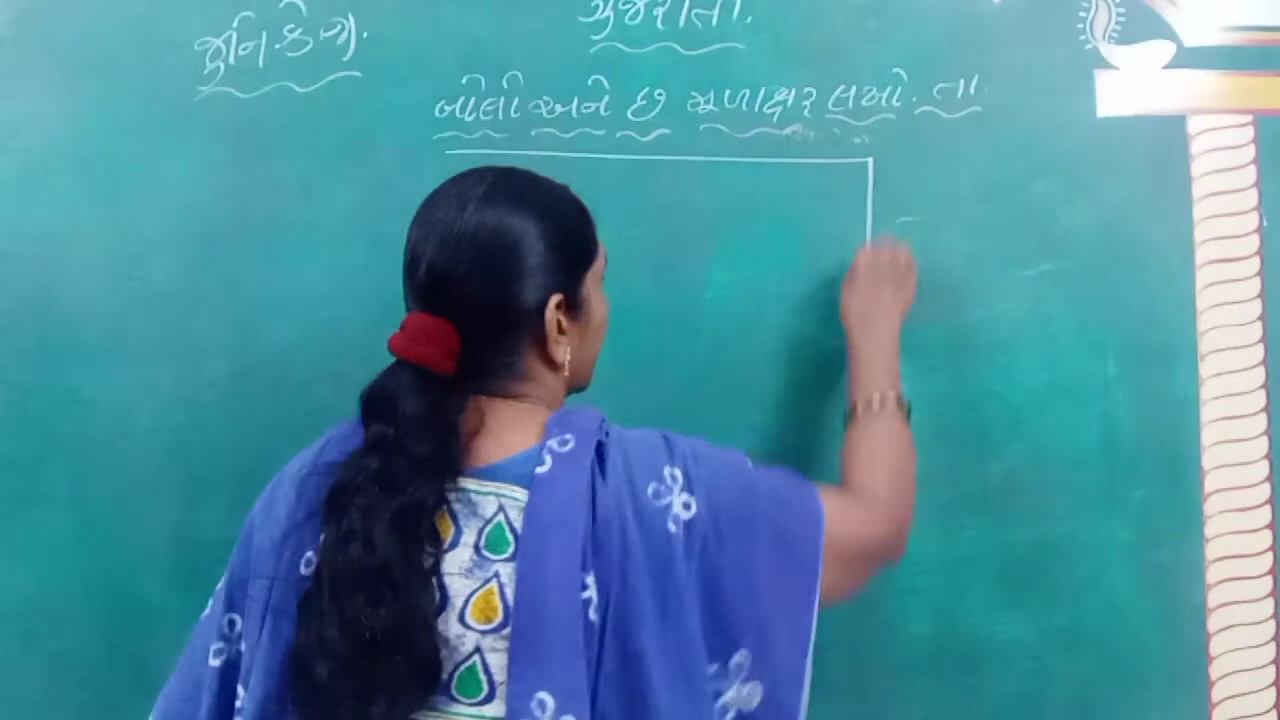 ગુજરાતી.
જુનિ.કે.જી.
બોલી અને છ મૂળાક્ષર લખો. તા.